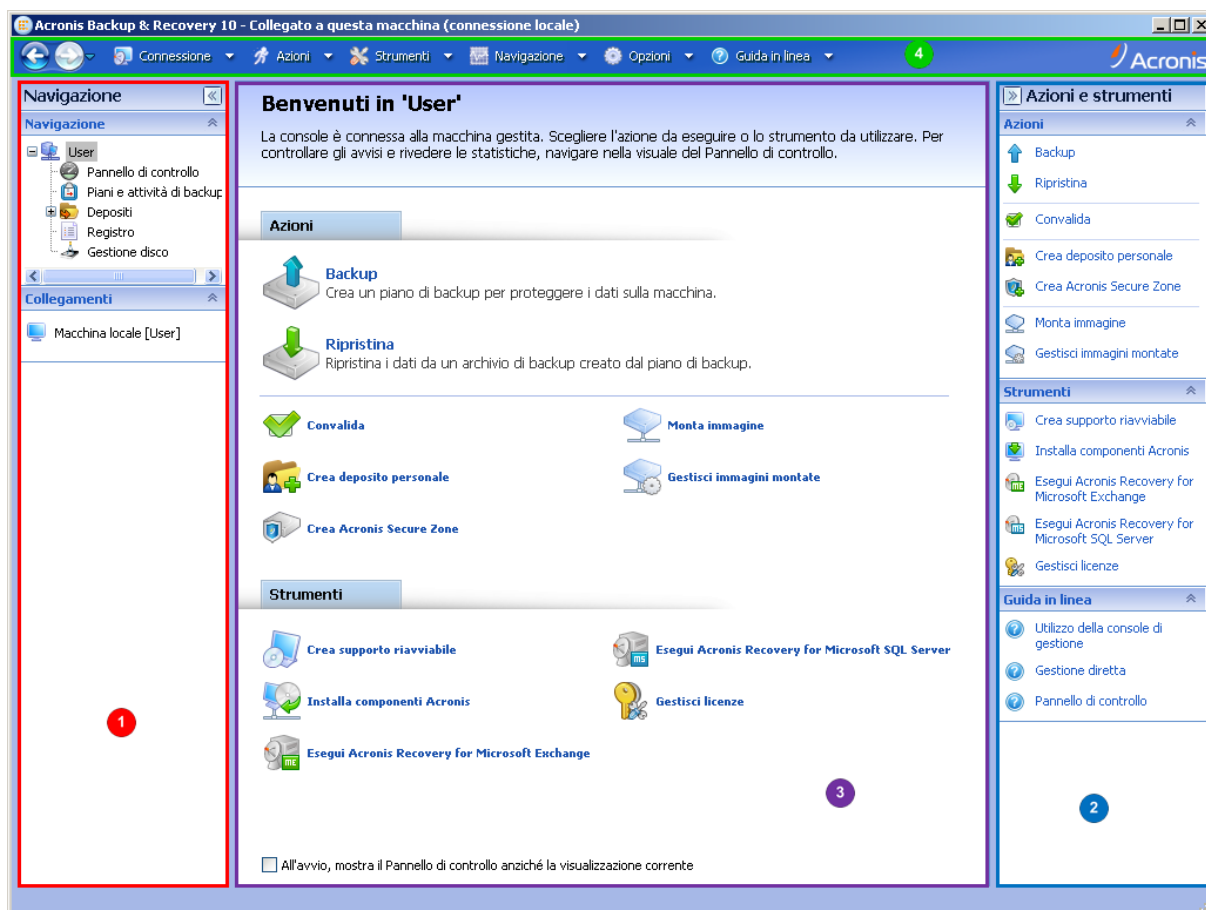 Acronis Backup & Recovery 10 - Collegato a questa macchina (connessione locale)
Connessione
Azioni
Strumenti
Navigazione
Opzioni
Guida in linea
4
Acronis
Navigazione
Navigazione
User
Pannello di controllo
Piani e attività di backup
Depositi
Registro
Gestione disco
Collegamenti
Macchina locale [User]
1
Benvenuti in 'User'
La console è connessa alla macchina gestita. Scegliere l'azione da eseguire o lo strumento da utilizzare. Per
controllare gli avvisi e rivedere le statistiche, navigare nella visuale del Pannello di controllo.
Azioni
Backup
Crea un piano di backup per proteggere i dati sulla macchina.
Ripristina
Ripristina i dati da un archivio di backup creato dal piano di backup.
Convalida
Monta immagine
Crea deposito personale
Gestisci immagini montate
Crea Acronis Secure Zone
Strumenti
Crea supporto riavviabile
Esegui Acronis Recovery for Microsoft SQL Server
Installa componenti Acronis
Gestisci licenze
Esegui Acronis Recovery for Microsoft Exchange
3
All'avvio, mostra il Pannello di controllo anziché la visualizzazione corrente
Azioni e strumenti
Azioni
Backup
Ripristina
Convalida
Crea deposito personale
Crea Acronis Secure Zone
Monta immagine
Gestisci immagini montate
Strumenti
Crea supporto riavviabile
Installa componenti Acronis
Esegui Acronis Recovery for
Microsoft Exchange
Esegui Acronis Recovery for
Microsoft SQL Server
Gestisci licenze
Guida in linea
Utilizzo della console di
gestione
Gestione diretta
Pannello di controllo
2